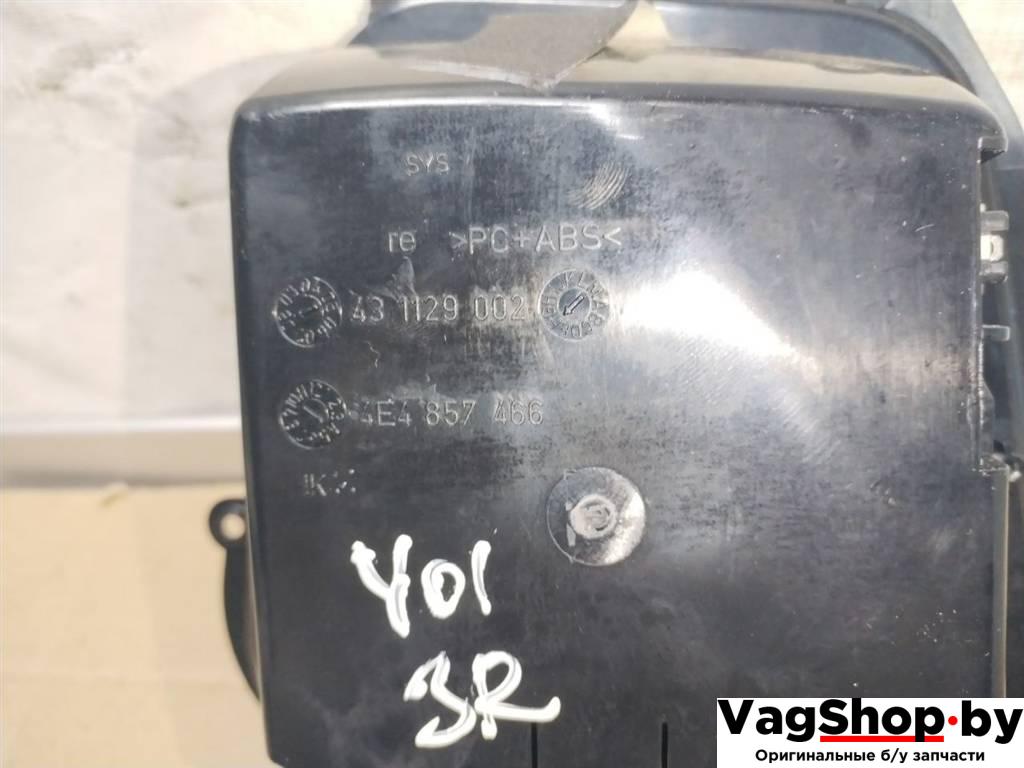 SYS
re >PC+ABS<
43 1129 002
4E4 857 466
401
3R
VagShop.by
Оригинальные б/у запчасти